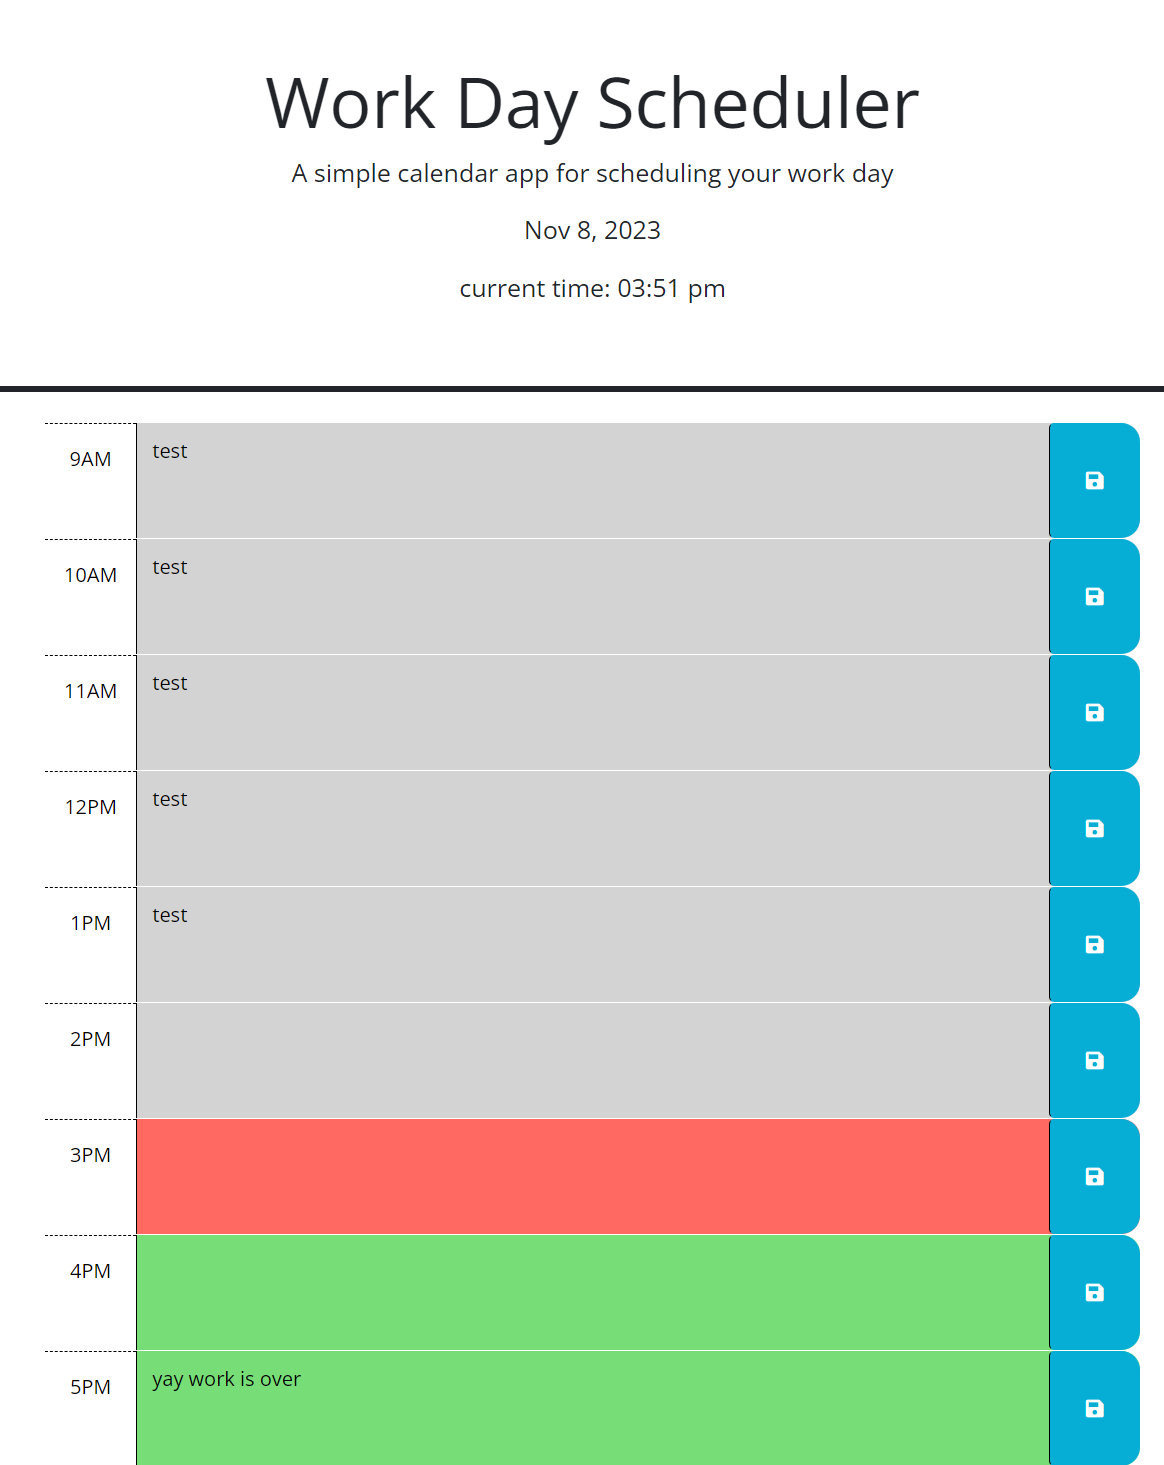 Work Day Scheduler
A simple calendar app for scheduling your work day
Nov 8, 2023
current time: 03:51 pm
9AM
test
10AM
test
11AM
test
12PM
test
1PM
test
2PM
3PM
4PM
5PM
yay work is over